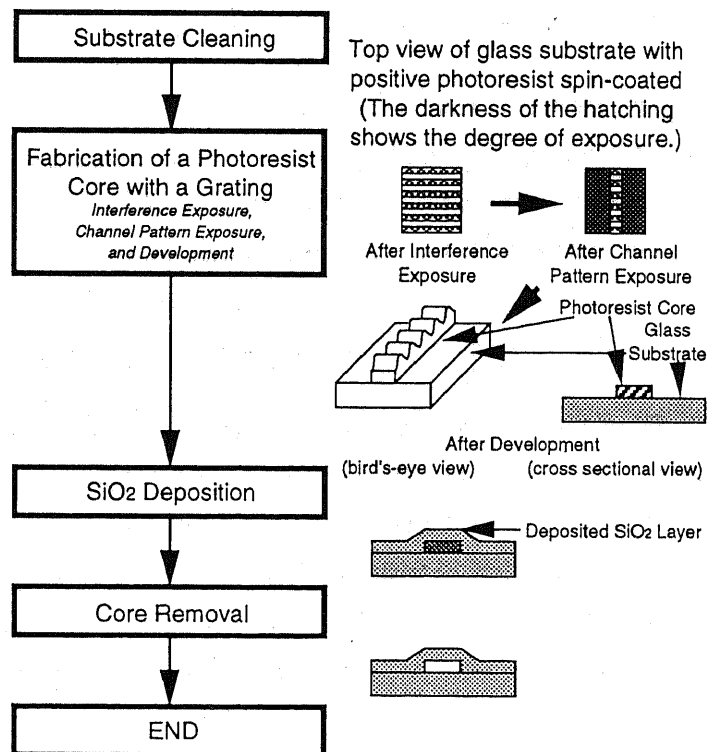 Substrate Cleaning
Top view of glass substrate with
positive photoresist spin-coated
(The darkness of the hatching
shows the degree of exposure.)
Fabrication of a Photoresist
Core with a Grating
Interference Exposure,
Channel Pattern Exposure,
and Development
After Interference
Exposure
After Channel
Pattern Exposure
Photoresist Core
Glass
Substrate
After Development
(bird's-eye view)
(cross sectional view)
SiO2 Deposition
Deposited SiO2 Layer
Core Removal
END